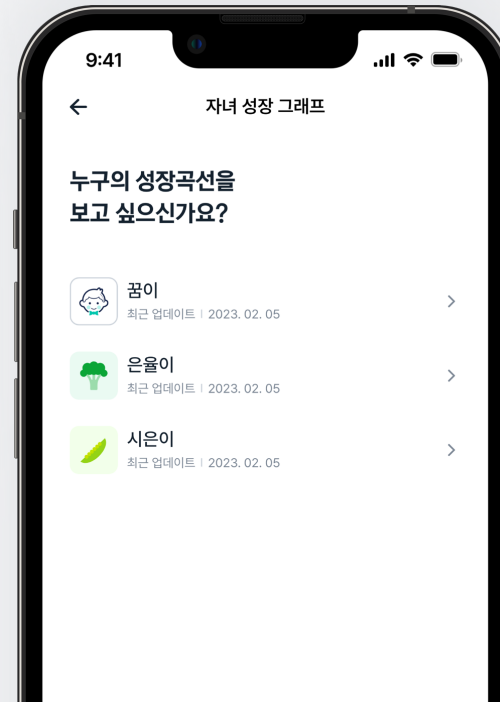 9:41
자녀 성장 그래프
누구의 성장곡선을
보고 싶으신가요?
꿈이
최근 업데이트 | 2023. 02. 05
은율이
최근 업데이트 | 2023. 02. 05
시은이
최근 업데이트 | 2023. 02. 05